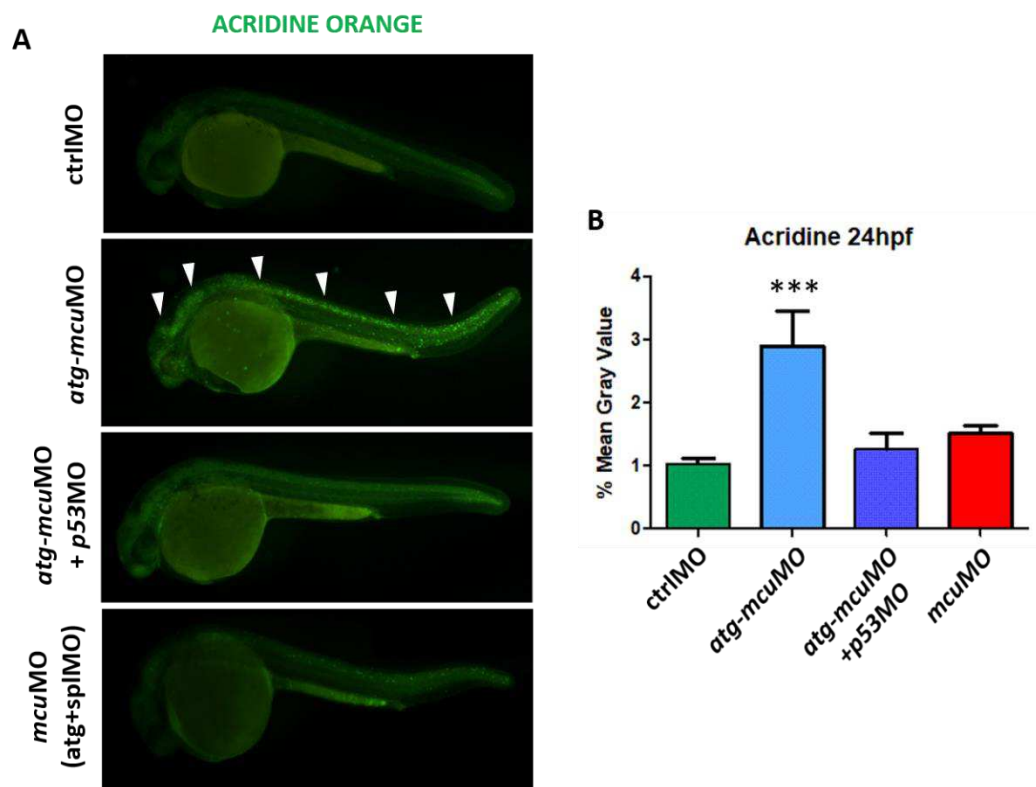 ACRIDINE ORANGE
A
ctrlMO
atg-mcuMO
atg-mcuMO
+ p53MO
mcuMO
(atg+splMO)
B
Acridine 24hpf
% Mean Gray Value
4
3
2
1
0
***
ctrlMO
atg-mcuMO
atg-mcuMO
+p53MO
mcuMO